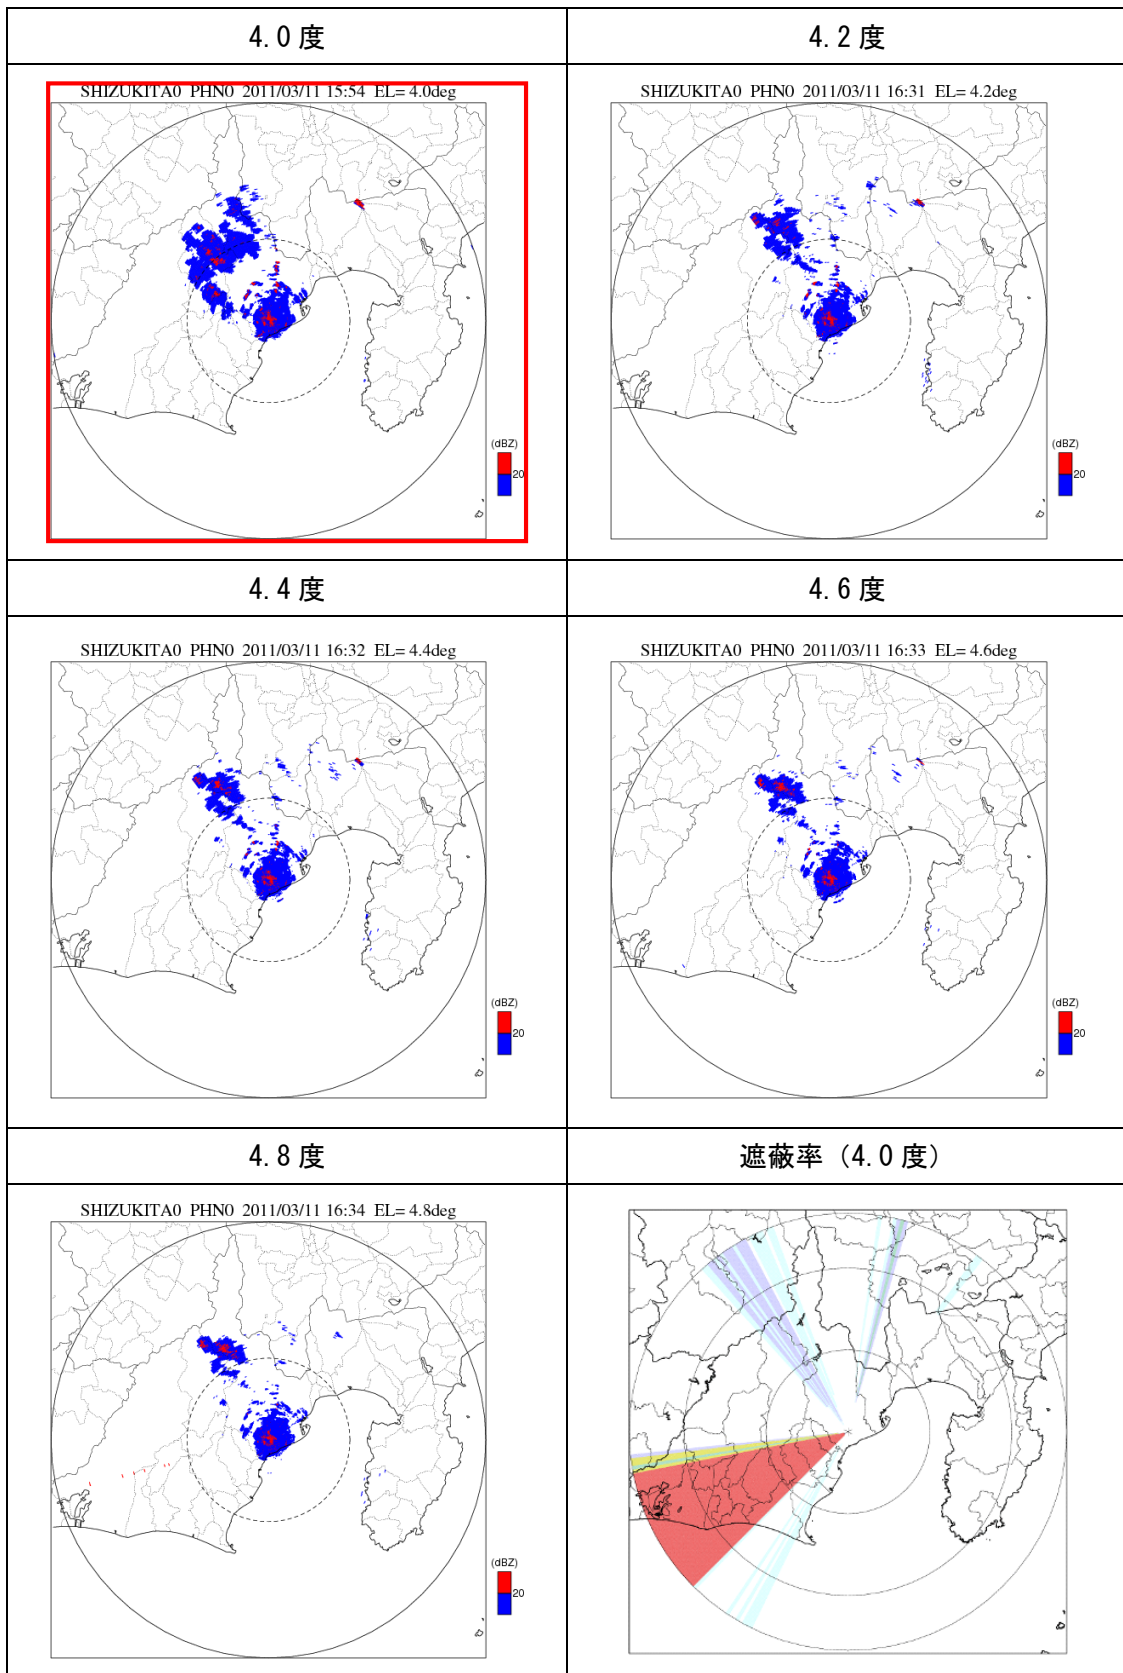 4.0度
4.2度
SHIZUKITA0 PHN0 2011/03/11 15:54 EL= 4.0deg
(dBZ)
20
SHIZUKITA0 PHN0 2011/03/11 16:31 EL= 4.2deg
(dBZ)
20
4.4度
4.6度
SHIZUKITA0 PHN0 2011/03/11 16:32 EL= 4.4deg
(dBZ)
20
SHIZUKITA0 PHN0 2011/03/11 16:33 EL= 4.6deg
(dBZ)
20
4.8度
遮蔽率（4.0度）
SHIZUKITA0 PHN0 2011/03/11 16:34 EL= 4.8deg
(dBZ)
20